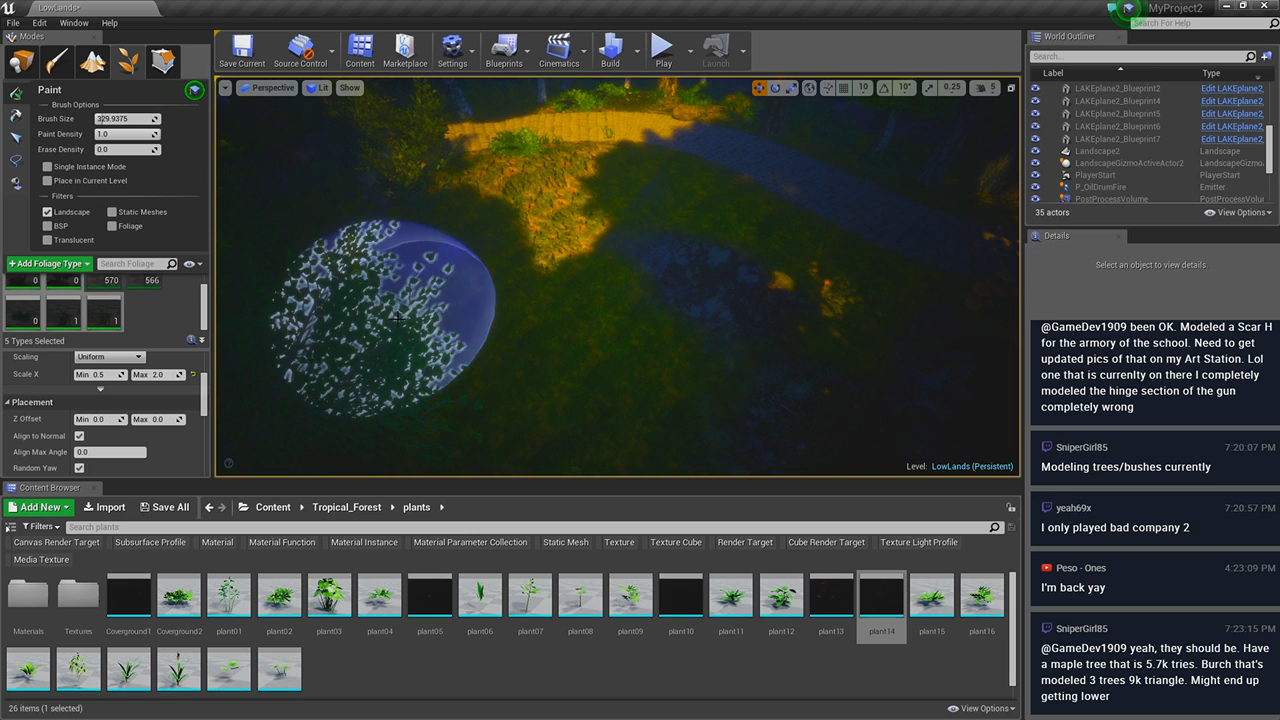 LowLands*
MyProject2
File Edit Window Help
Search For Help
Modes
World Outliner
Save Current Source Control Content Marketplace Settings Blueprints Cinematics Build Play Launch
Search...
Label Type
Paint
Brush Options
Brush Size 329.9375
Paint Density 1.0
Erase Density 0.0
Single Instance Mode
Place in Current Level
Filters
Landscape Static Meshes
BSP Foliage
Translucent
Perspective Lit Show
10 10° 0.25 5
LAKEplane2_Blueprint2 Edit LAKEplane2_
LAKEplane2_Blueprint4 Edit LAKEplane2_
LAKEplane2_Blueprint5 Edit LAKEplane2_
LAKEplane2_Blueprint6 Edit LAKEplane2_
LAKEplane2_Blueprint7 Edit LAKEplane2_
Landscape2 Landscape
LandscapeGizmoActiveActor2 LandscapeGizmo
PlayerStart PlayerStart
P_OilDrumFire Emitter
PostProcessVolume PostProcessVolume
35 actors View Options
Details
Select an object to view details.
Add Foliage Type Search Foliage
0 0 570 566
0 1 1
5 Types Selected
Scaling Uniform
Scale X Min 0.5 Max 2.0
Placement
Z Offset Min 0.0 Max 0.0
Align to Normal
Align Max Angle 0.0
Random Yaw
Level: LowLands (Persistent)
@GameDev1909 been OK. Modeled a Scar H
for the armory of the school. Need to get
updated pics of that on my Art Station. Lol
one that is currenlty on there I completely
modeled the hinge section of the gun
completely wrong
SniperGirl85 7:20:07 PM
Modeling trees/bushes currently
yeah69x 7:20:57 PM
I only played bad company 2
Peso - Ones 4:23:09 PM
I'm back yay
SniperGirl85 7:23:15 PM
@GameDev1909 yeah, they should be. Have
a maple tree that is 5.7k tries. Burch that's
modeled 3 trees 9k triangle. Might end up
getting lower
Content Browser
Add New Import Save All Content Tropical_Forest plants
Filters Search plants
Canvas Render Target Subsurface Profile Material Material Function Material Instance Material Parameter Collection Static Mesh Texture Texture Cube Render Target Cube Render Target Texture Light Profile
Media Texture
Materials Textures Coverground1 Coverground2 plant01 plant02 plant03 plant04 plant05 plant06 plant07 plant08 plant09 plant10 plant11 plant12 plant13 plant14 plant15 plant16
26 items (1 selected) View Options